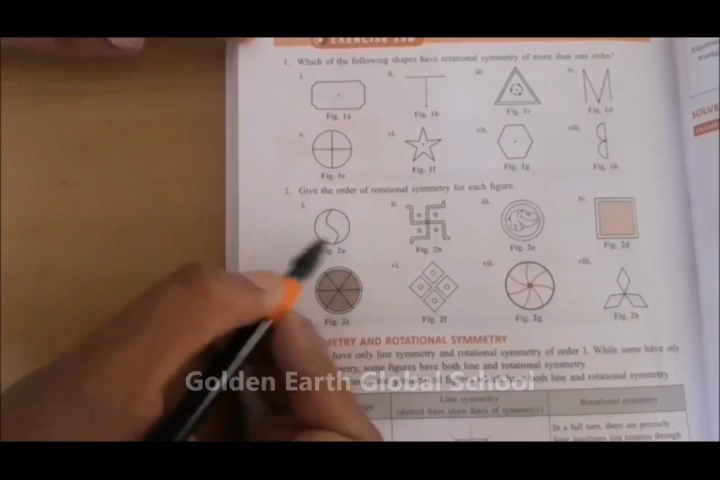 EXERCISE
1. Which of the following shapes have rotational symmetry of more than one order?
i. ii. iii. iv.
Fig. 1a Fig. 1b Fig. 1c Fig. 1d
v. vi. vii. viii.
Fig. 1e Fig. 1f Fig. 1g Fig. 1h
2. Give the order of rotational symmetry for each figure.
i. ii. iii. iv.
2a Fig. 2b Fig. 2c Fig. 2d
vi. vii. viii.
Fig. 2e Fig. 2f Fig. 2g Fig. 2h
METRY AND ROTATIONAL SYMMETRY
have only line symmetry and rotational symmetry of order 1. While some have only
metry, some figures have both line and rotational symmetry.
both line and rotational symmetry.
Golden Earth Global School
Line symmetry Rotational symmetry
(dotted lines show lines of symmetry)
In a full turn, there are precisely
SOLVE